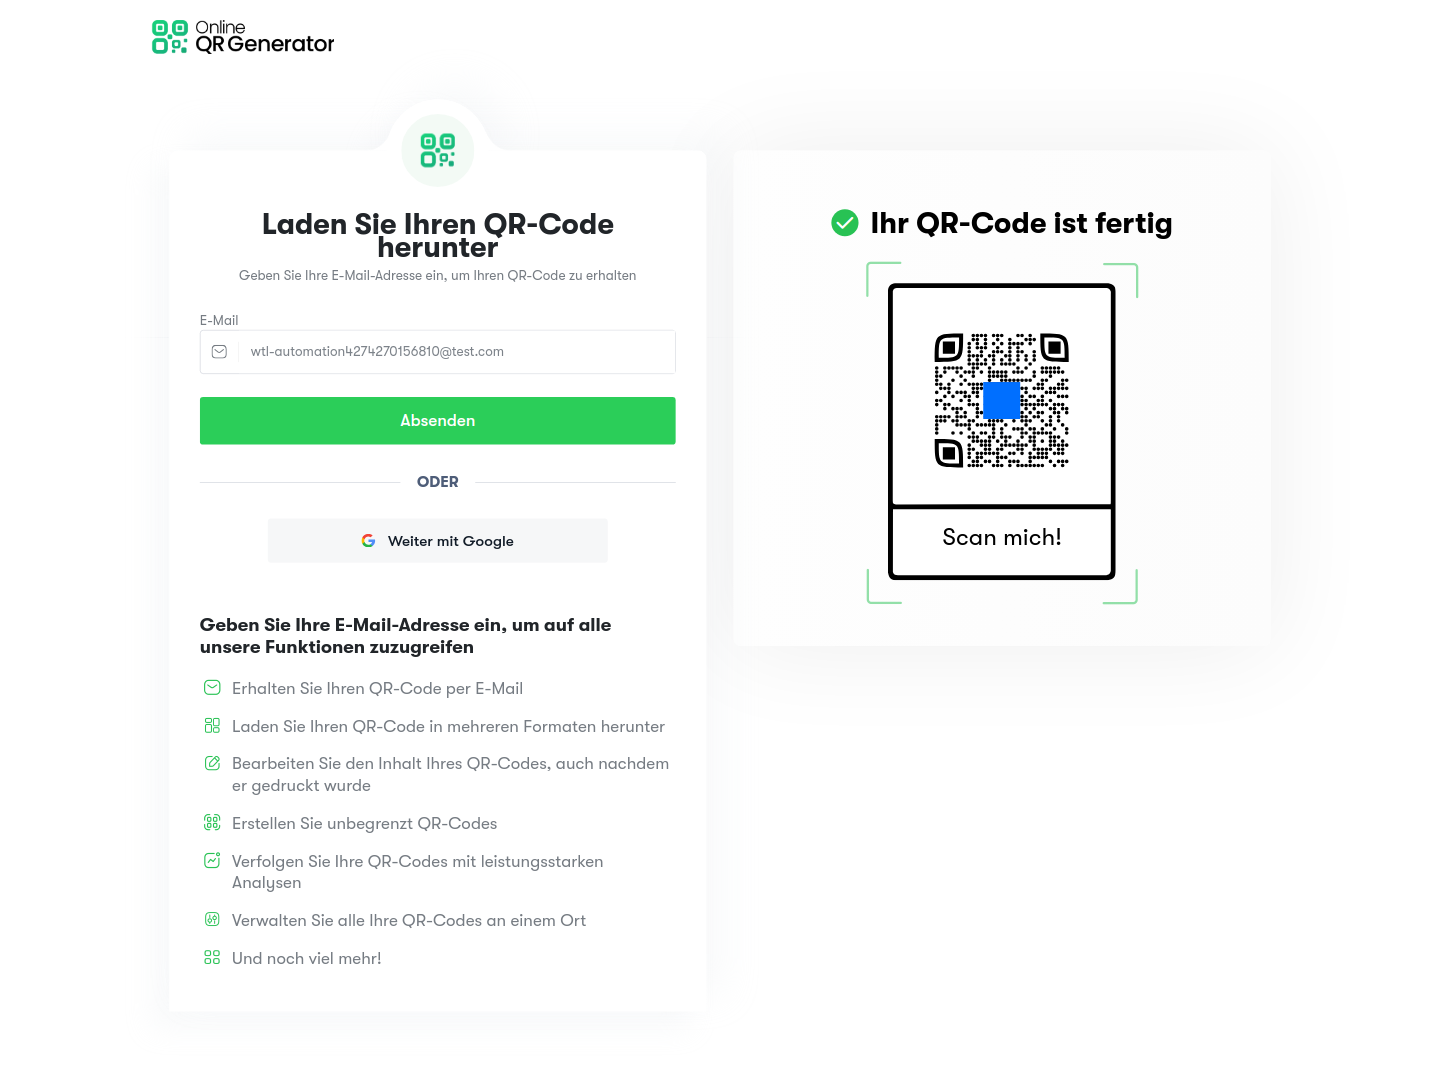 Online
QR Generator
Laden Sie Ihren QR-Code
herunter
Geben Sie Ihre E-Mail-Adresse ein, um Ihren QR-Code zu erhalten
E-Mail
wtl-automation4274270156810@test.com
Absenden
ODER
Weiter mit Google
Geben Sie Ihre E-Mail-Adresse ein, um auf alle
unsere Funktionen zuzugreifen
Erhalten Sie Ihren QR-Code per E-Mail
Laden Sie Ihren QR-Code in mehreren Formaten herunter
Bearbeiten Sie den Inhalt Ihres QR-Codes, auch nachdem
er gedruckt wurde
Erstellen Sie unbegrenzt QR-Codes
Verfolgen Sie Ihre QR-Codes mit leistungsstarken
Analysen
Verwalten Sie alle Ihre QR-Codes an einem Ort
Und noch viel mehr!
Ihr QR-Code ist fertig
Scan mich!